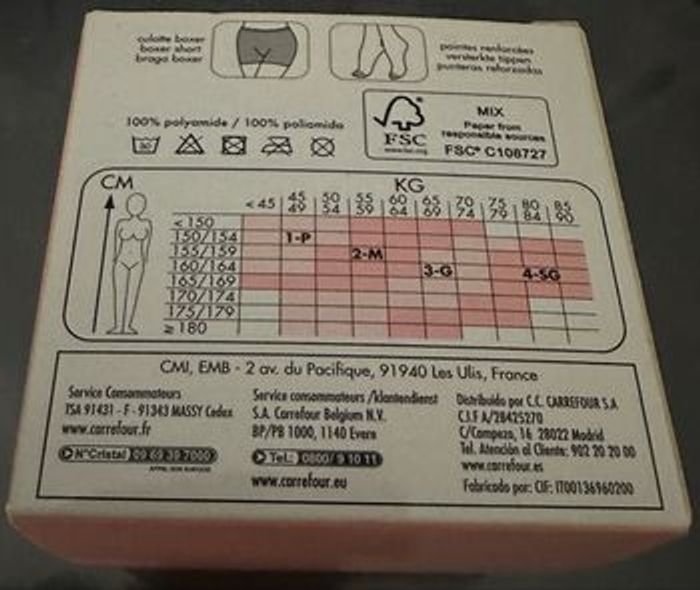 culotte boxer
boxer short
braga boxer
pointes renforcées
versterkte tippen
punteras reforzadas
100% polyamide / 100% poliamida
FSC
www.fsc.org
MIX
Paper from
responsible sources
FSC® C108727
CM
KG
< 45 | 45 49 | 50 54 | 55 59 | 60 64 | 65 69 | 70 74 | 75 79 | 80 84 | 85 90
< 150
150/154 1-P
155/159 2-M
160/164 3-G 4-SG
165/169
170/174
175/179
≥ 180
CMI, EMB - 2 av. du Pacifique, 91940 Les Ulis, France
Service Consommateurs
TSA 91431 - F - 91343 MASSY Cedex
www.carrefour.fr
N°Cristal 09 69 39 7000
APPEL NON SURTAXÉ
Service consommateurs /klantendienst
S.A. Carrefour Belgium N.V.
BP/PB 1000, 1140 Evere
Tel.: 0800/ 9 10 11
www.carrefour.eu
Distribuido por C.C. CARREFOUR S.A
C.I.F A/28425270
C/Campezo, 16 28022 Madrid
Tel. Atención al Cliente: 902 20 20 00
www.carrefour.es
Fabricado por: CIF: IT00136960200